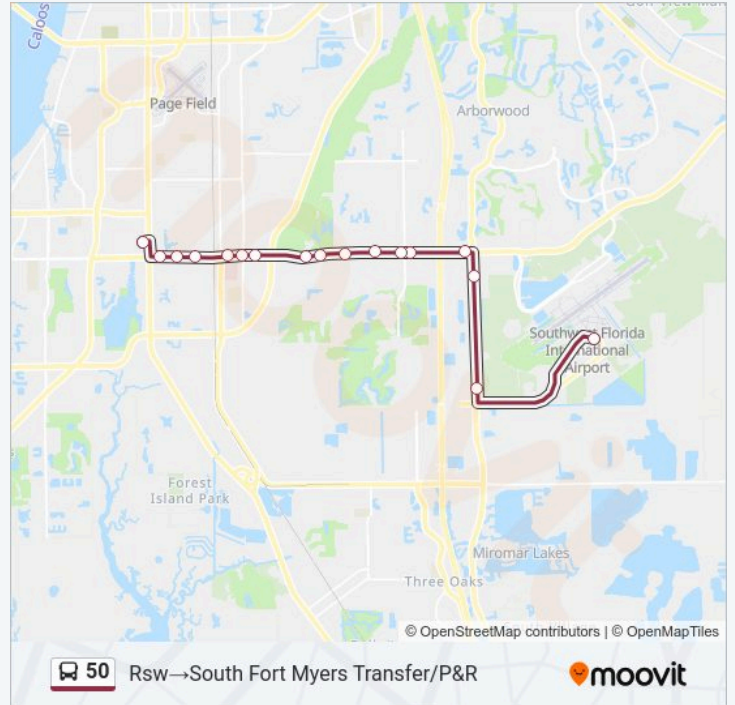 Caloos
Page Field
Arborwood
Southwest Florida
International
Airport
Forest
Island Park
Miromar Lakes
Three Oaks
© OpenStreetMap contributors | © OpenMapTiles
50 Rsw→South Fort Myers Transfer/P&R
moovit